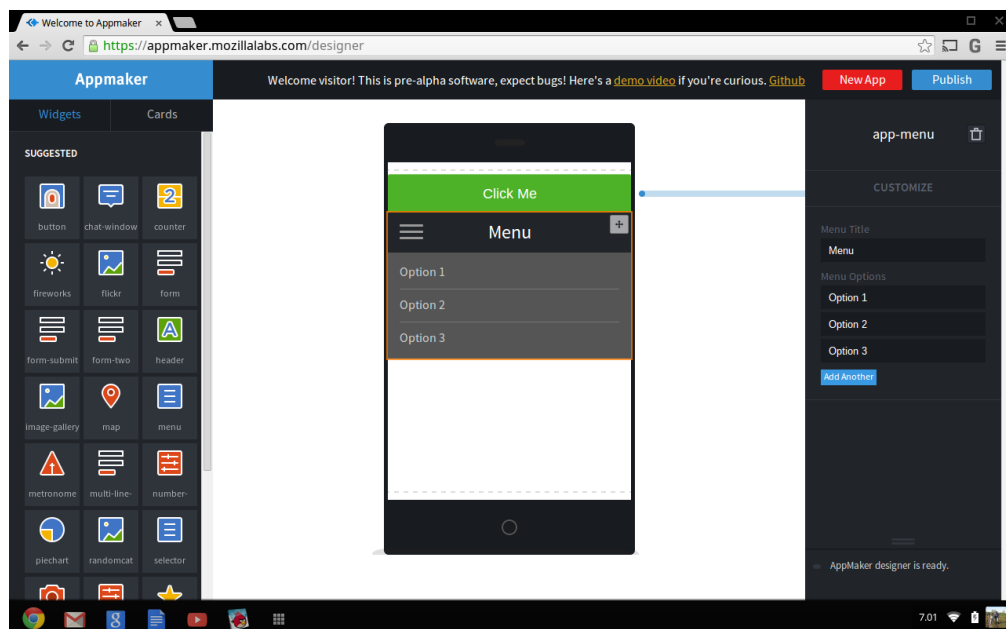 Welcome to Appmaker
https://appmaker.mozillalabs.com/designer
Appmaker
Welcome visitor! This is pre-alpha software, expect bugs! Here's a demo video if you're curious. Github
New App
Publish
Widgets
Cards
SUGGESTED
button
chat-window
counter
fireworks
flickr
form
form-submit
form-two
header
image-gallery
map
menu
metronome
multi-line-
number-
piechart
randomcat
selector
Click Me
Menu
Option 1
Option 2
Option 3
app-menu
CUSTOMIZE
Menu Title
Menu
Menu Options
Option 1
Option 2
Option 3
Add Another
AppMaker designer is ready.
7.01